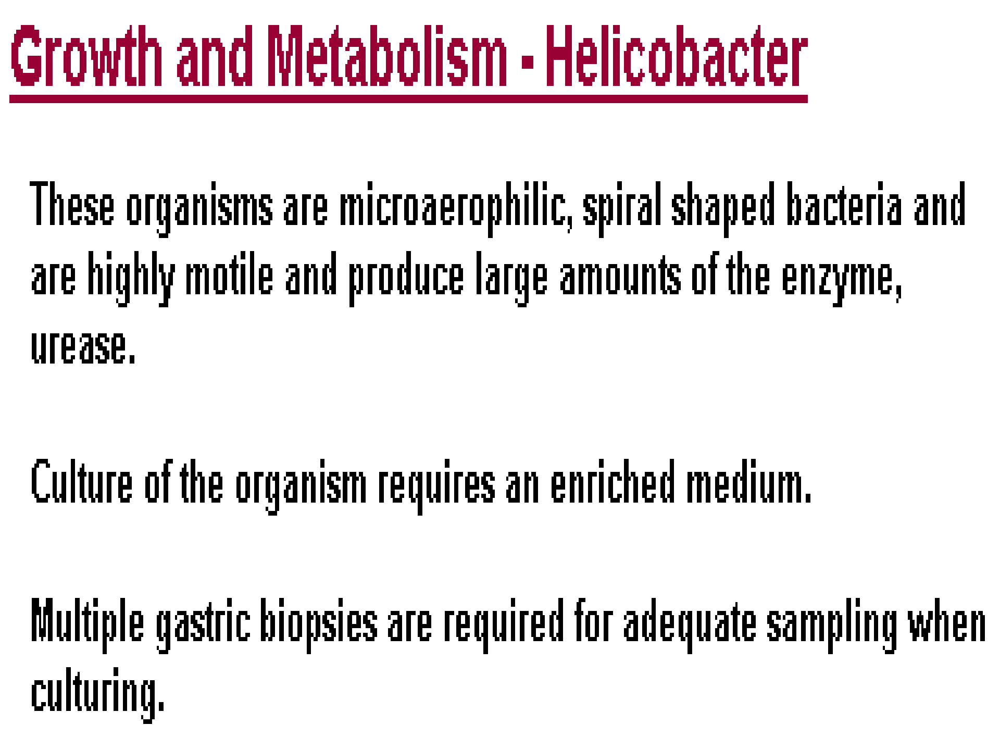 Growth and Metabolism - Helicobacter
These organisms are microaerophilic, spiral shaped bacteria and
are highly motile and produce large amounts of the enzyme,
urease.
Culture of the organism requires an enriched medium.
Multiple gastric biopsies are required for adequate sampling when
culturing.